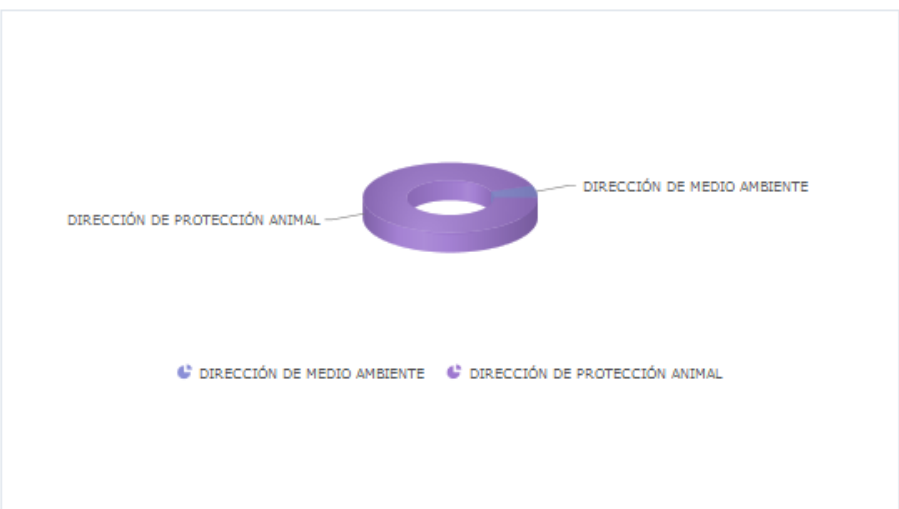 DIRECCIÓN DE MEDIO AMBIENTE
DIRECCIÓN DE PROTECCIÓN ANIMAL
DIRECCIÓN DE MEDIO AMBIENTE DIRECCIÓN DE PROTECCIÓN ANIMAL